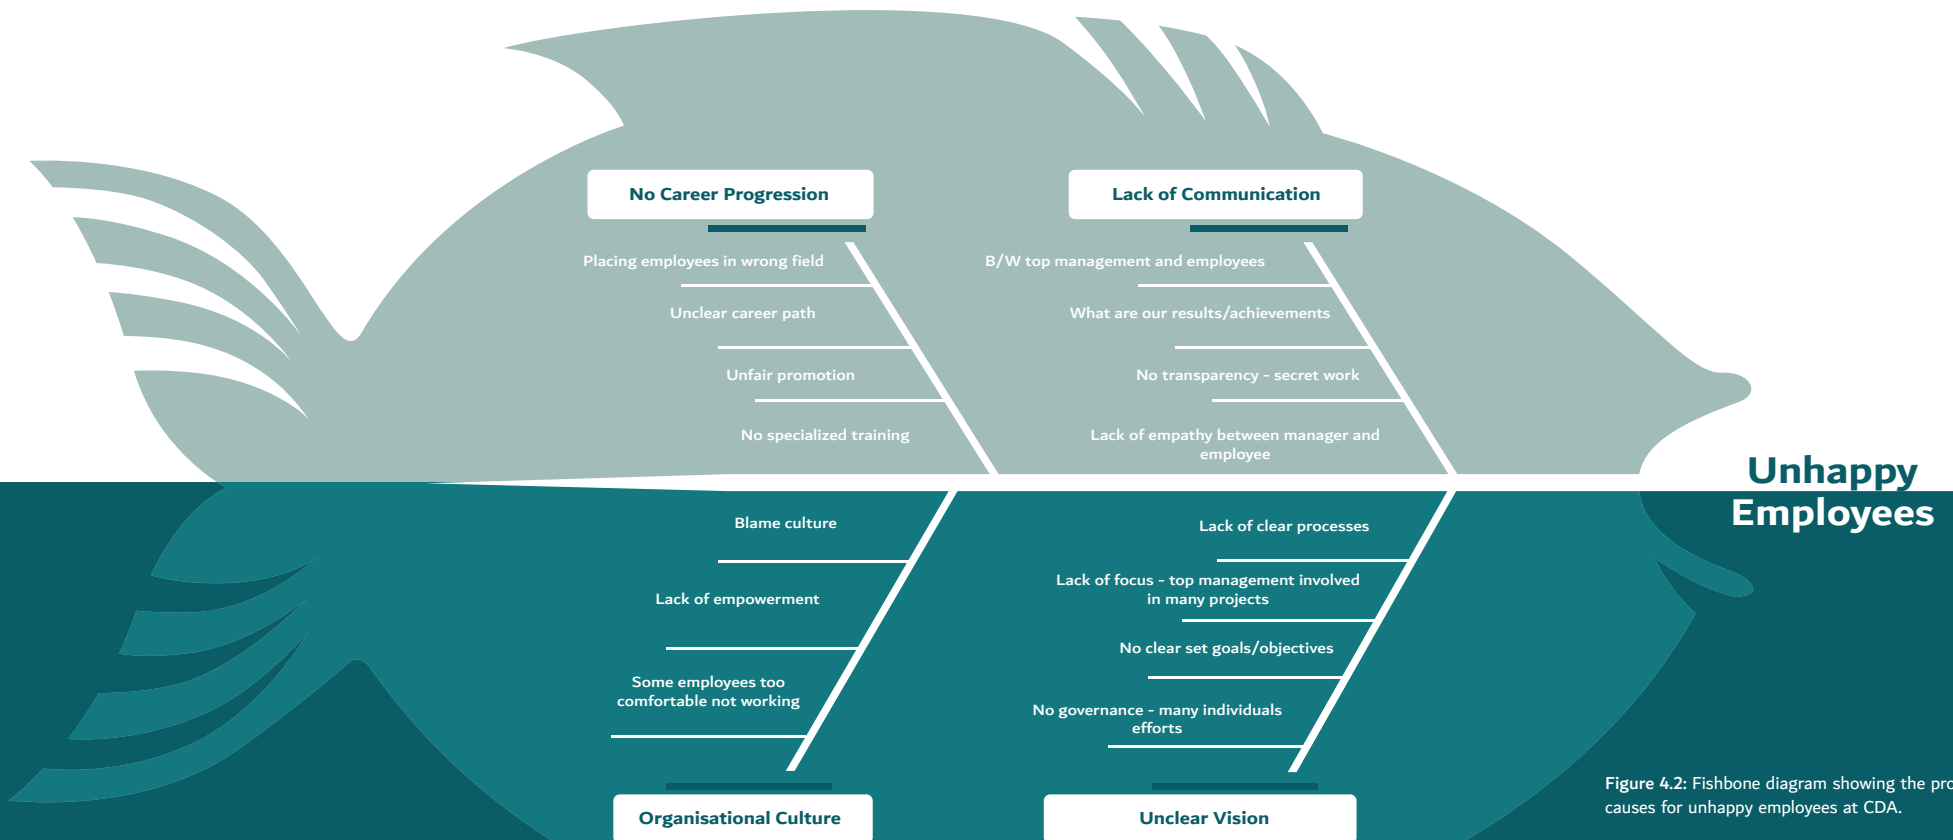 No Career Progression
Placing employees in wrong field
Unclear career path
Unfair promotion
No specialized training
Lack of Communication
B/W top management and employees
What are our results/achievements
No transparency - secret work
Lack of empathy between manager and
employee
Unhappy
Employees
Blame culture
Lack of empowerment
Some employees too
comfortable not working
Organisational Culture
Lack of clear processes
Lack of focus - top management involved
in many projects
No clear set goals/objectives
No governance - many individuals
efforts
Unclear Vision
Figure 4.2: Fishbone diagram showing the
causes for unhappy employees at CDA.